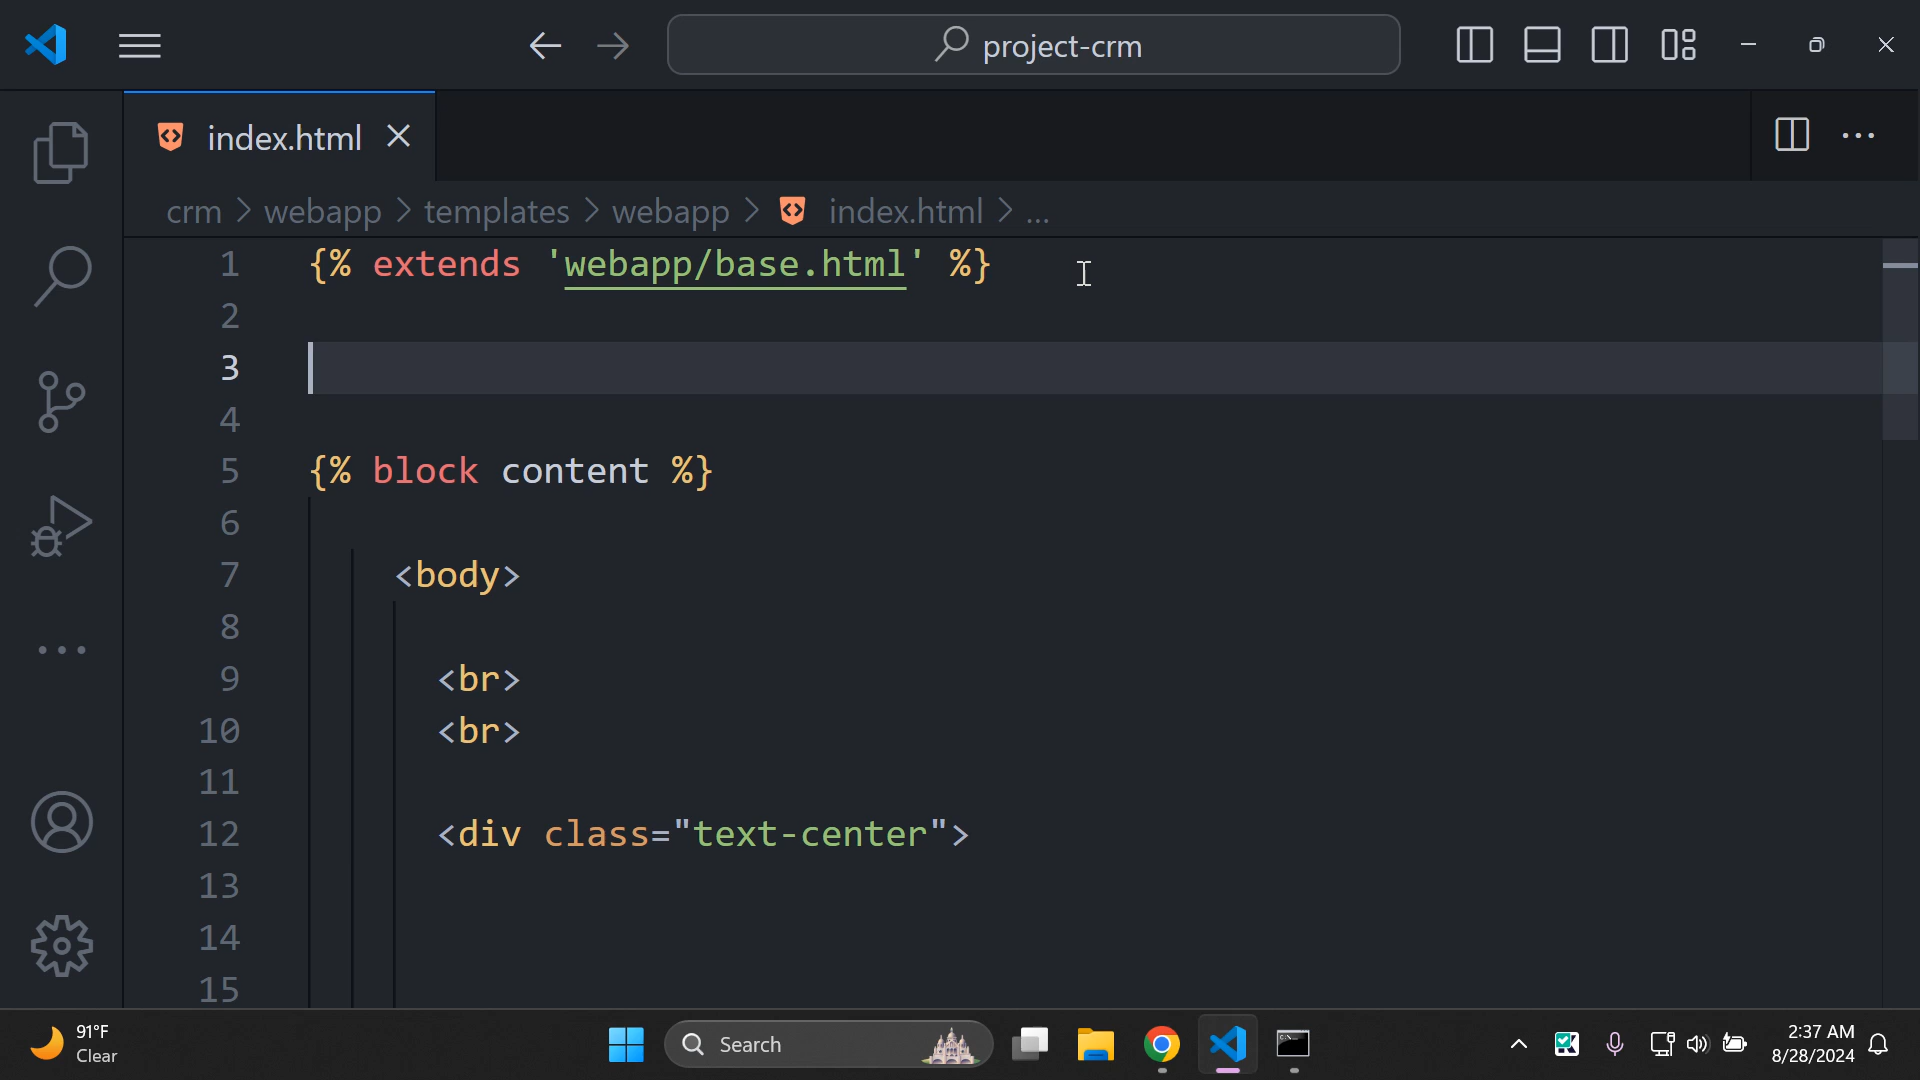 project-crm
index.html
crm > webapp > templates > webapp > index.html > ...
1 {% extends 'webapp/base.html' %}
2
3
4
5 {% block content %}
6
7 <body>
8
9 <br>
10 <br>
11
12 <div class="text-center">
13
14
15
91°F
Clear
Search
2:37 AM
8/28/2024